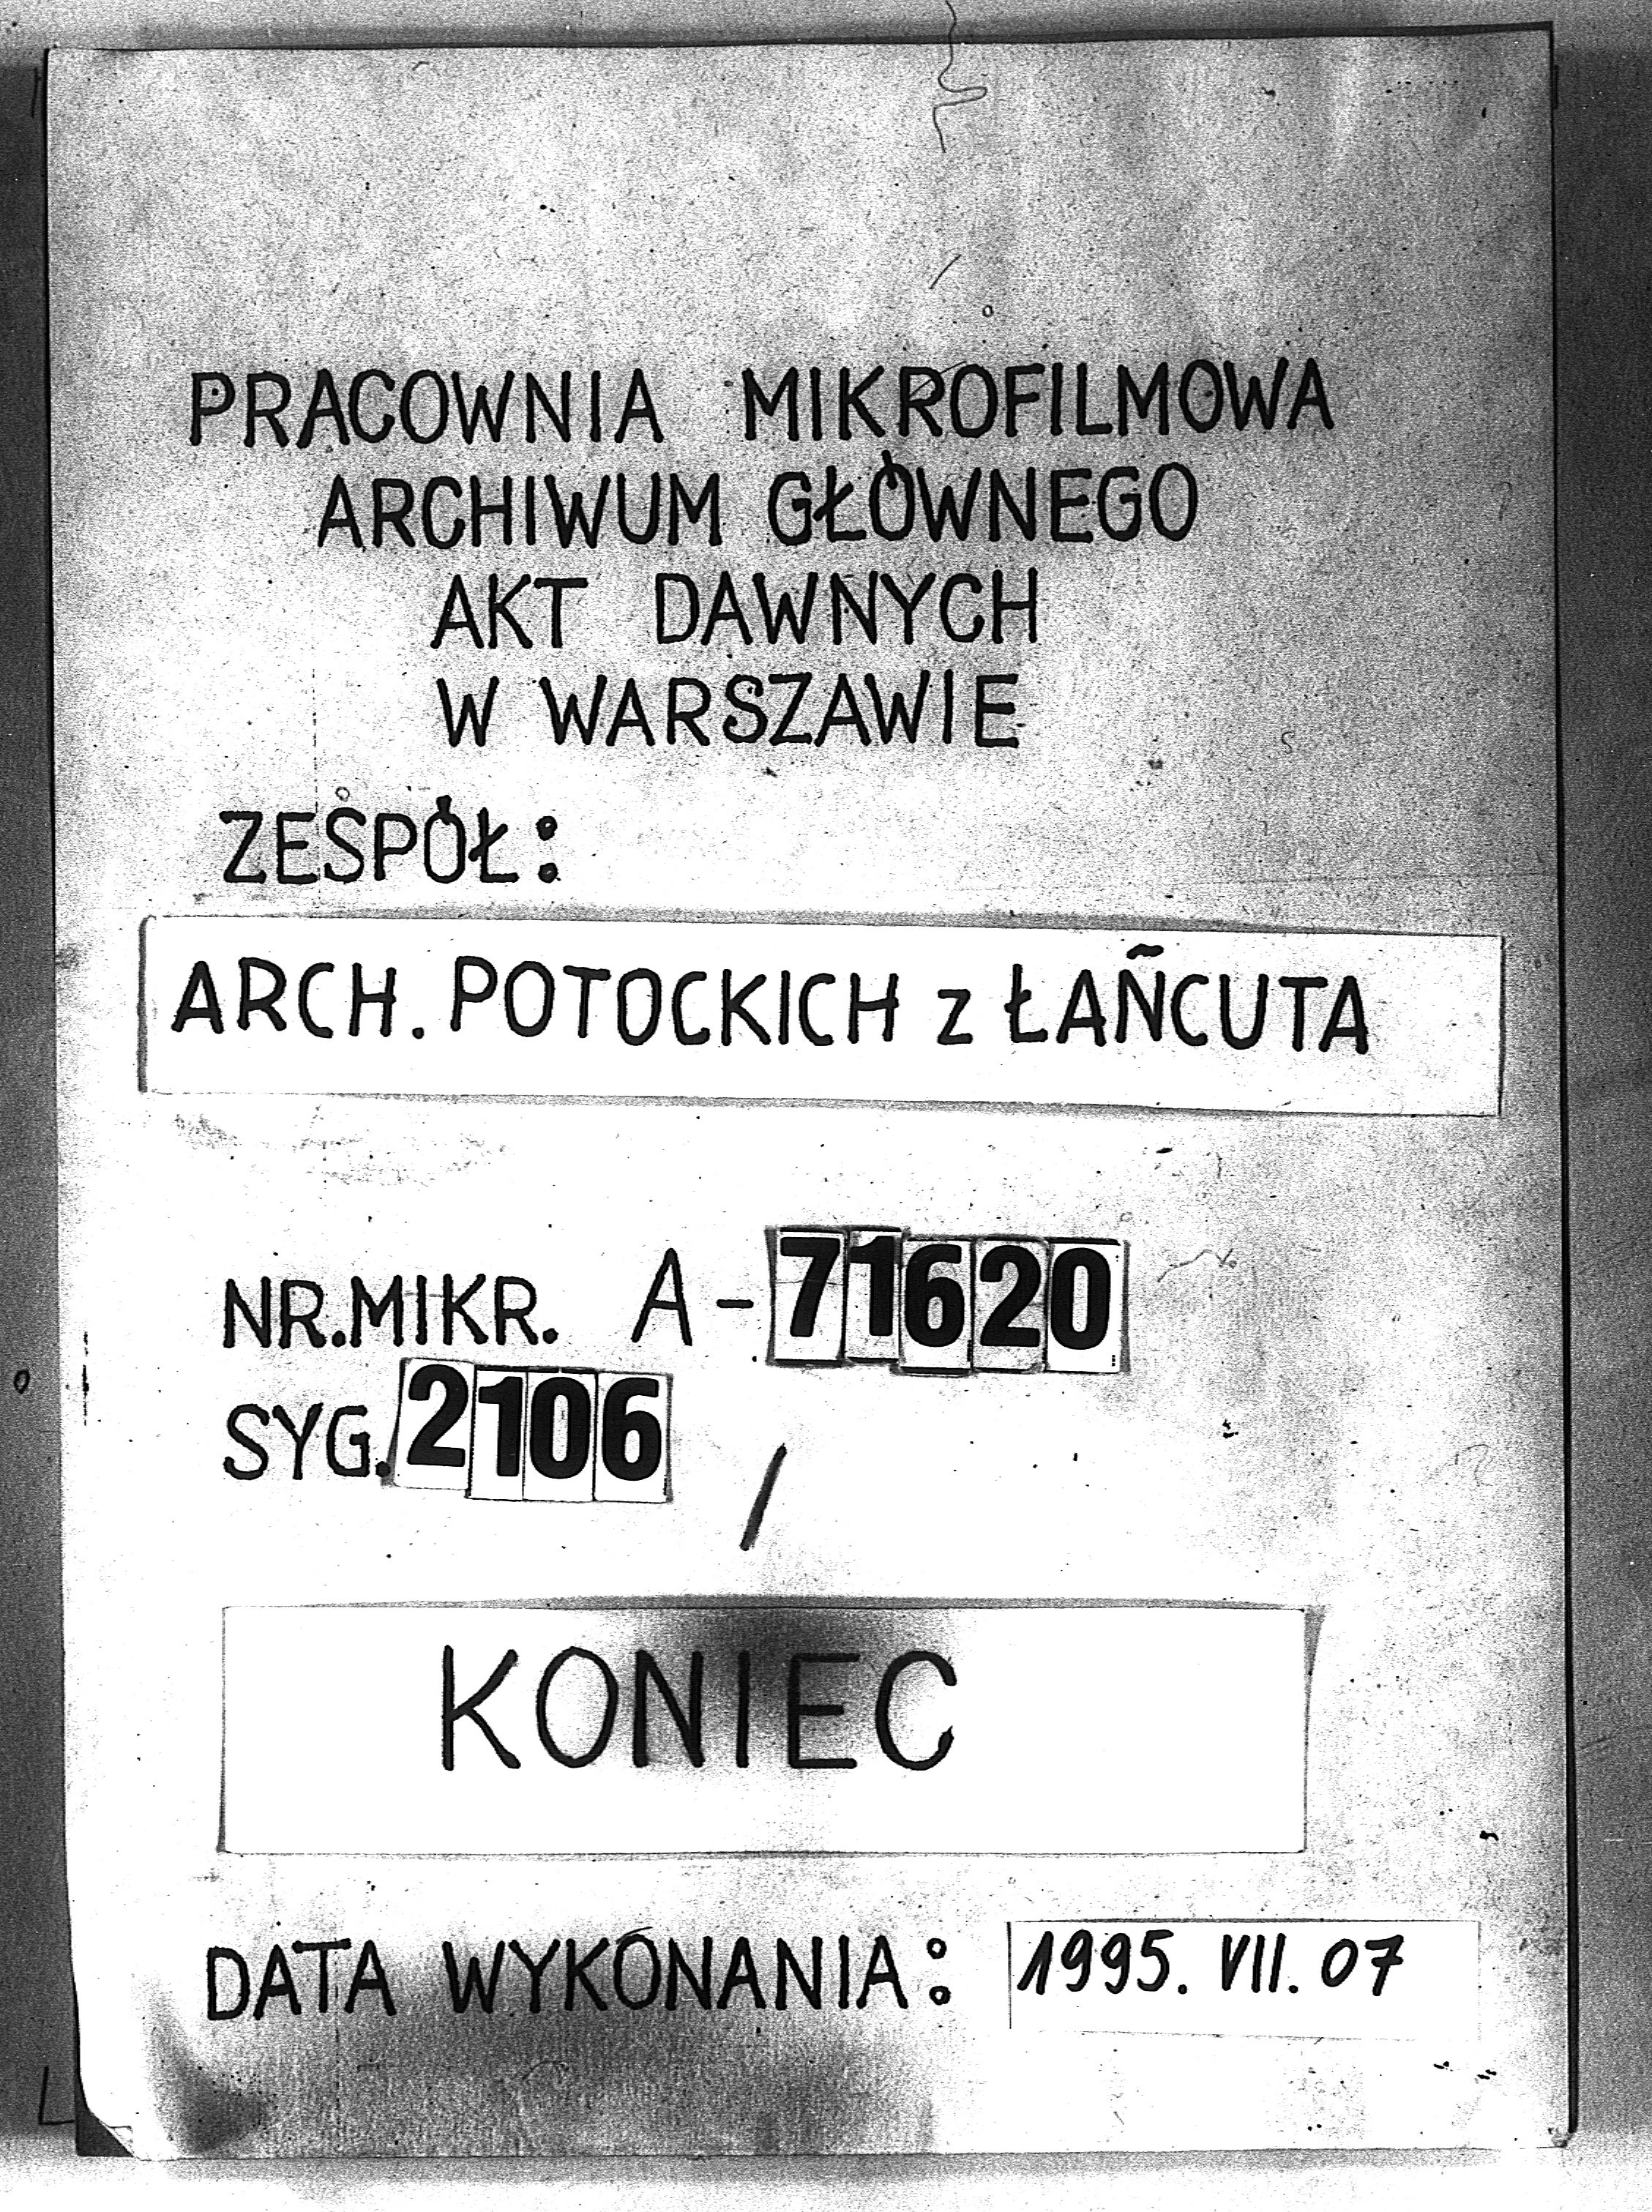 PRACOWNIA MIKROFILMOWA
ARCHIWUM GŁÓWNEGO
AKT DAWNYCH
W WARSZAWIE
ZESPÓŁ:
ARCH. POTOCKICH z ŁAŃCUTA
NR.MIKR. A-71620
SYG. 2106 /
KONIEC
DATA WYKONANIA: 1995. VII. 07